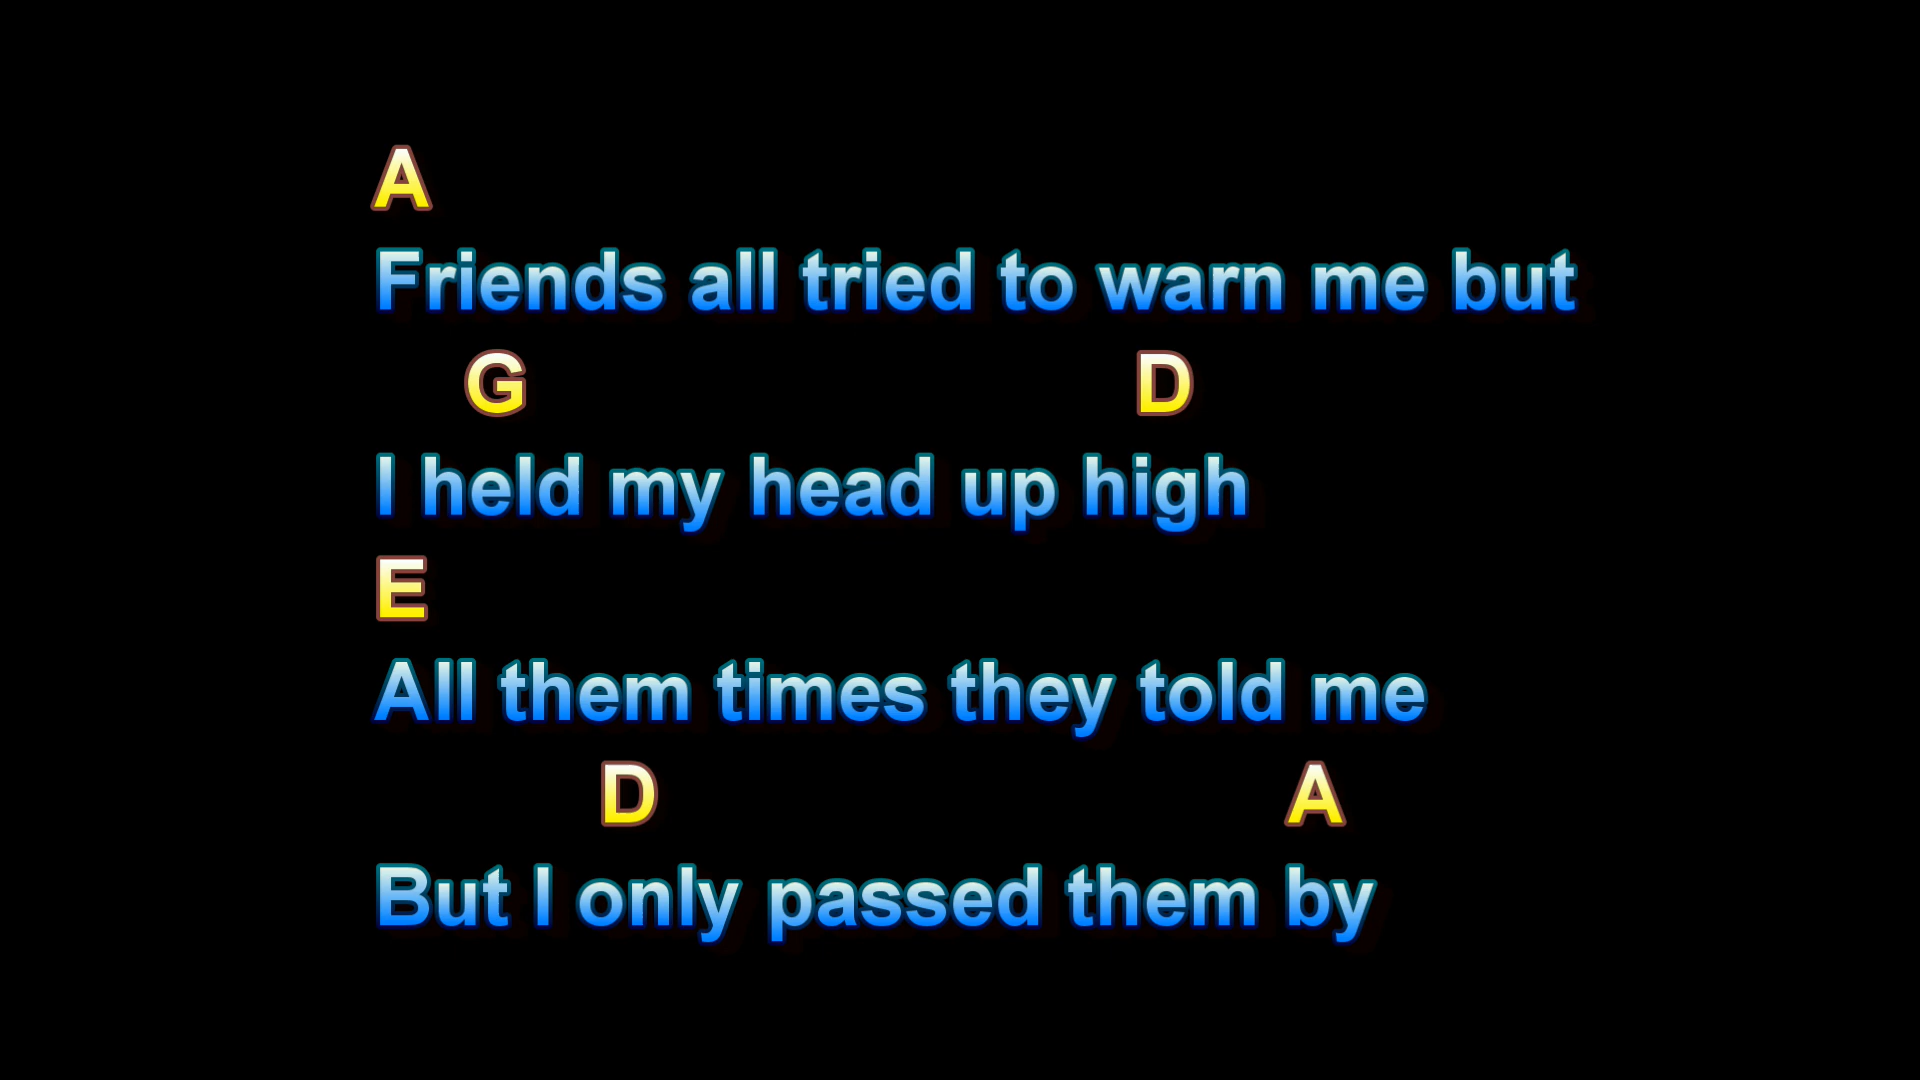 A
Friends all tried to warn me but
G D
I held my head up high
E
All them times they told me
D A
But I only passed them by